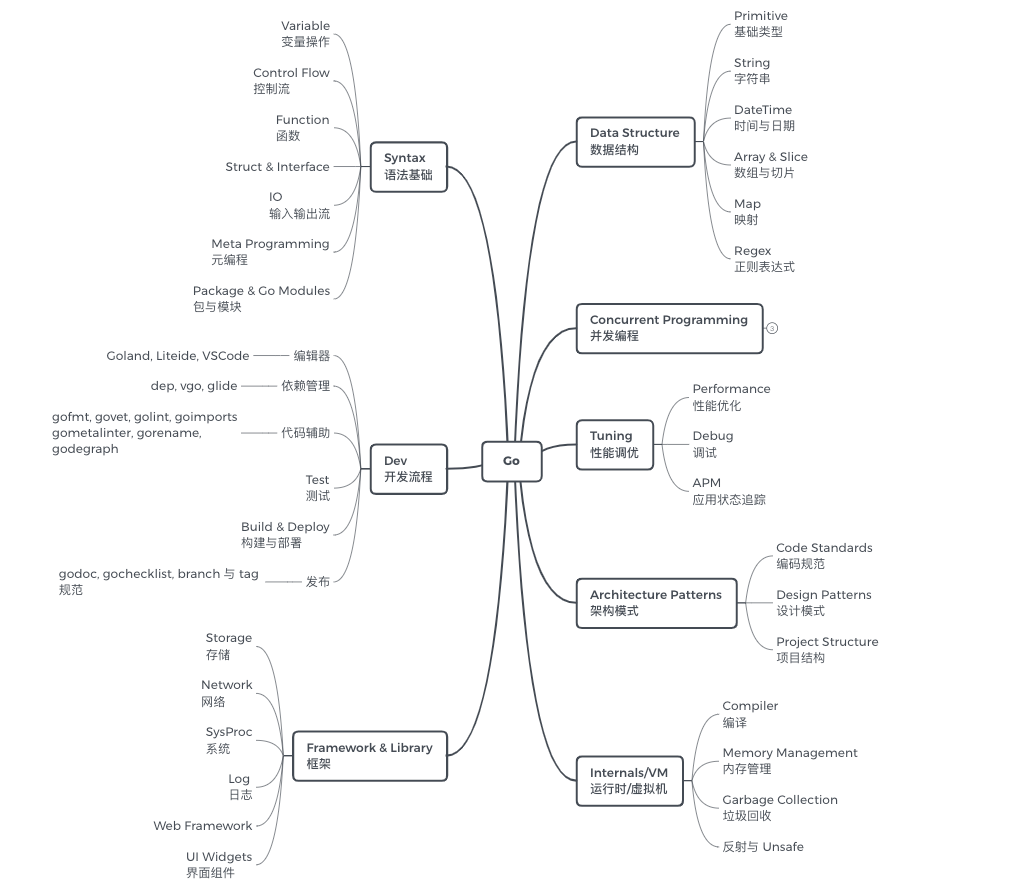 Go
Syntax
语法基础
Variable
变量操作
Control Flow
控制流
Function
函数
Struct & Interface
IO
输入输出流
Meta Programming
元编程
Package & Go Modules
包与模块
Dev
开发流程
编辑器
Goland, Liteide, VSCode
依赖管理
dep, vgo, glide
代码辅助
gofmt, govet, golint, goimports
gometalinter, gorename,
godegraph
Test
测试
Build & Deploy
构建与部署
发布
godoc, gochecklist, branch 与 tag
规范
Framework & Library
框架
Storage
存储
Network
网络
SysProc
系统
Log
日志
Web Framework
UI Widgets
界面组件
Data Structure
数据结构
Primitive
基础类型
String
字符串
DateTime
时间与日期
Array & Slice
数组与切片
Map
映射
Regex
正则表达式
Concurrent Programming
并发编程
3
Tuning
性能调优
Performance
性能优化
Debug
调试
APM
应用状态追踪
Architecture Patterns
架构模式
Code Standards
编码规范
Design Patterns
设计模式
Project Structure
项目结构
Internals/VM
运行时/虚拟机
Compiler
编译
Memory Management
内存管理
Garbage Collection
垃圾回收
反射与 Unsafe